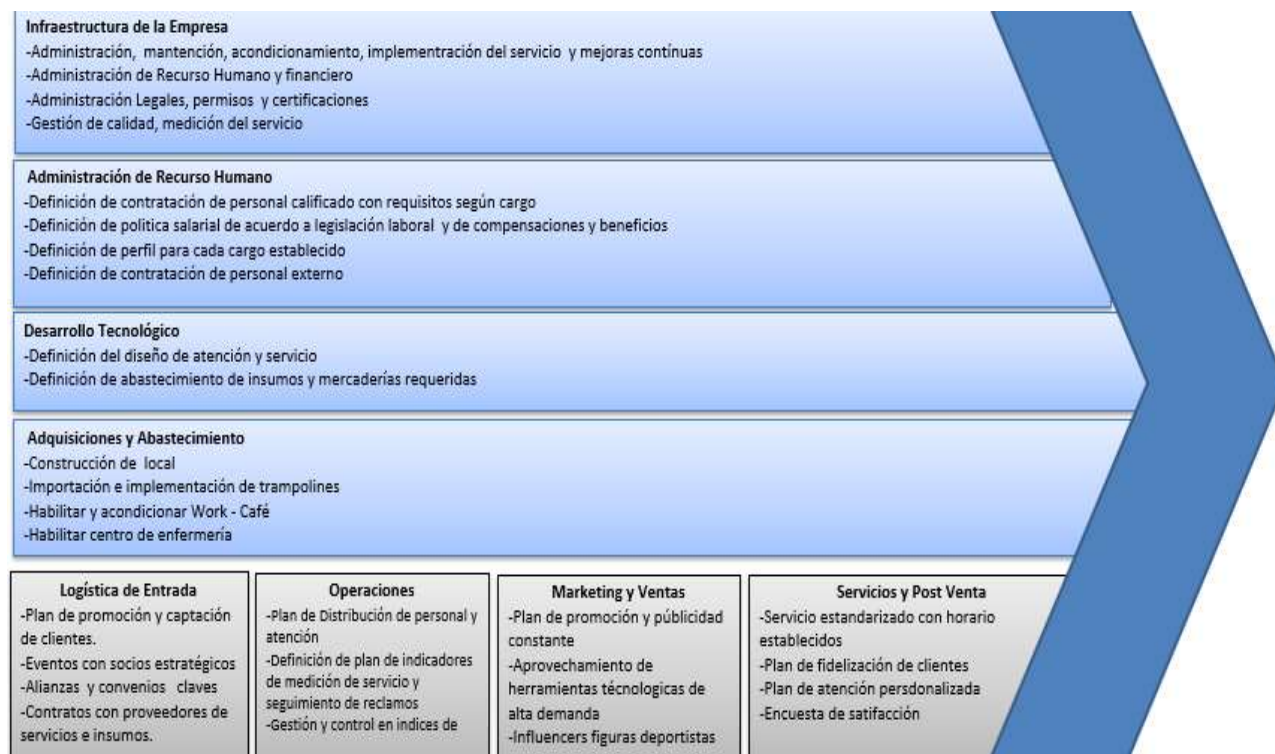 Infraestructura de la Empresa
-Administración, mantención, acondicionamiento, implementración del servicio y mejoras contínuas
-Administración de Recurso Humano y financiero
-Administración Legales, permisos y certificaciones
-Gestión de calidad, medición del servicio
Administración de Recurso Humano
-Definición de contratación de personal calificado con requisitos según cargo
-Definición de politica salarial de acuerdo a legislación laboral y de compensaciones y beneficios
-Definición de perfil para cada cargo establecido
-Definición de contratación de personal externo
Desarrollo Tecnológico
-Definición del diseño de atención y servicio
-Definición de abastecimiento de insumos y mercaderías requeridas
Adquisiciones y Abastecimiento
-Construcción de local
-Importación e implementación de trampolines
-Habilitar y acondicionar Work - Café
-Habilitar centro de enfermería
Logística de Entrada
-Plan de promoción y captación
de clientes.
-Eventos con socios estratégicos
-Alianzas y convenios claves
-Contratos con proveedores de
servicios e insumos.
Operaciones
-Plan de Distribución de personal y
atención
-Definición de plan de indicadores
de medición de servicio y
seguimiento de reclamos
-Gestión y control en indices de
Marketing y Ventas
-Plan de promoción y públicidad
constante
-Aprovechamiento de
herramientas técnologicas de
alta demanda
-Influencers figuras deportistas
Servicios y Post Venta
-Servicio estandarizado con horario
establecidos
-Plan de fidelización de clientes
-Plan de atención persdonalizada
-Encuesta de satifacción